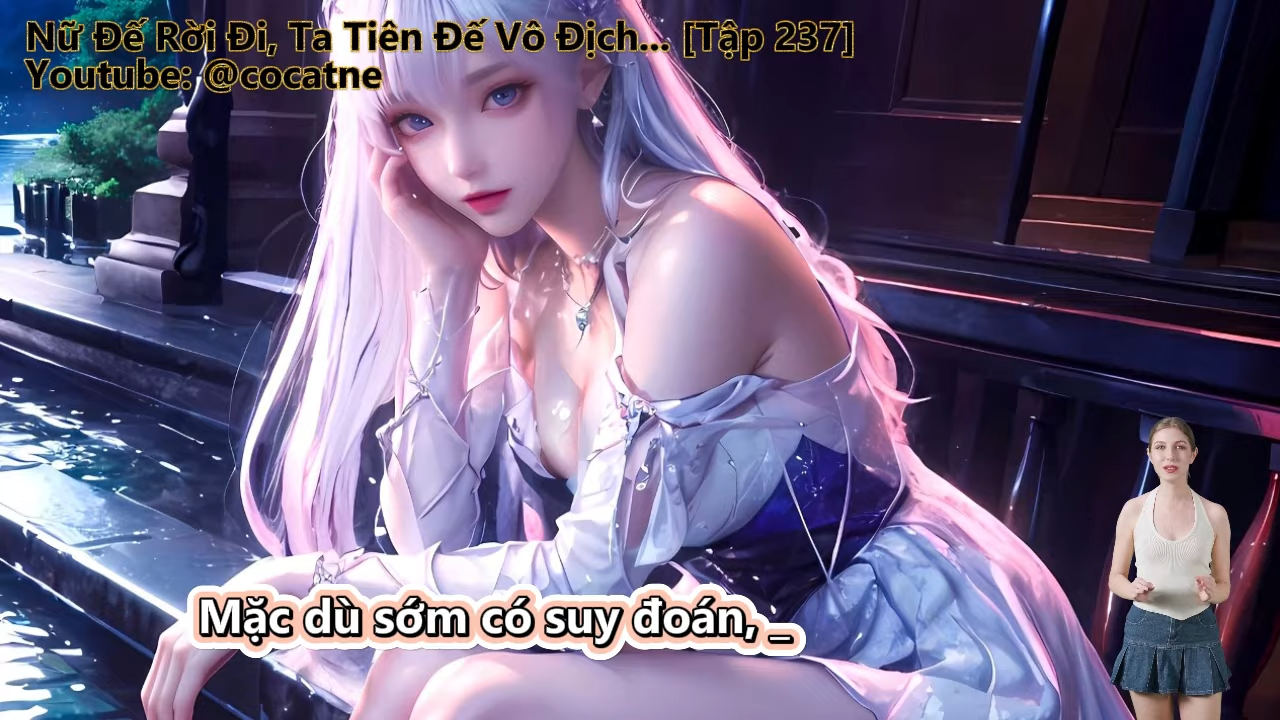 Nữ Đế Rời Đi, Ta Tiên Đế Vô Địch... [Tập 237]
Youtube: @cocatne
Mặc dù sớm có suy đoán, _